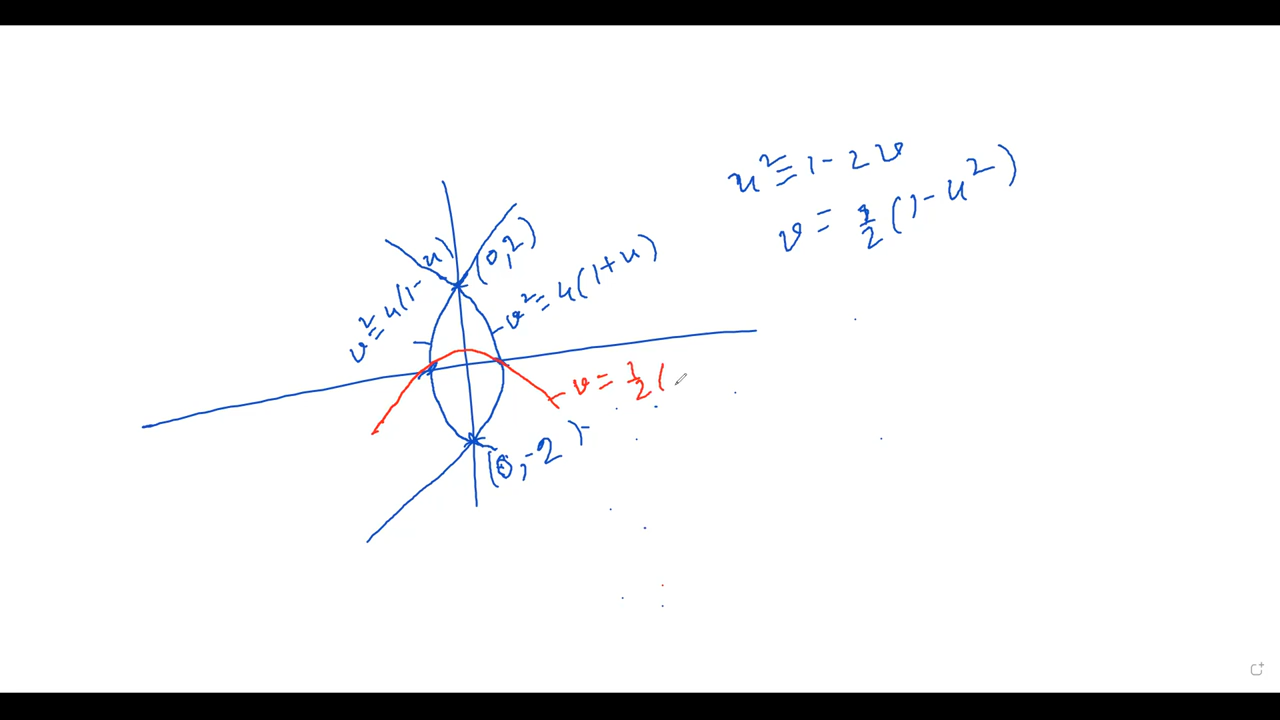 u² = 1 - 2v
v = 1/2 (1 - u²)
(0, 2)
v² = 4(1 - u)
v² = 4(1 + u)
v = 1/2 (
(0, -2)